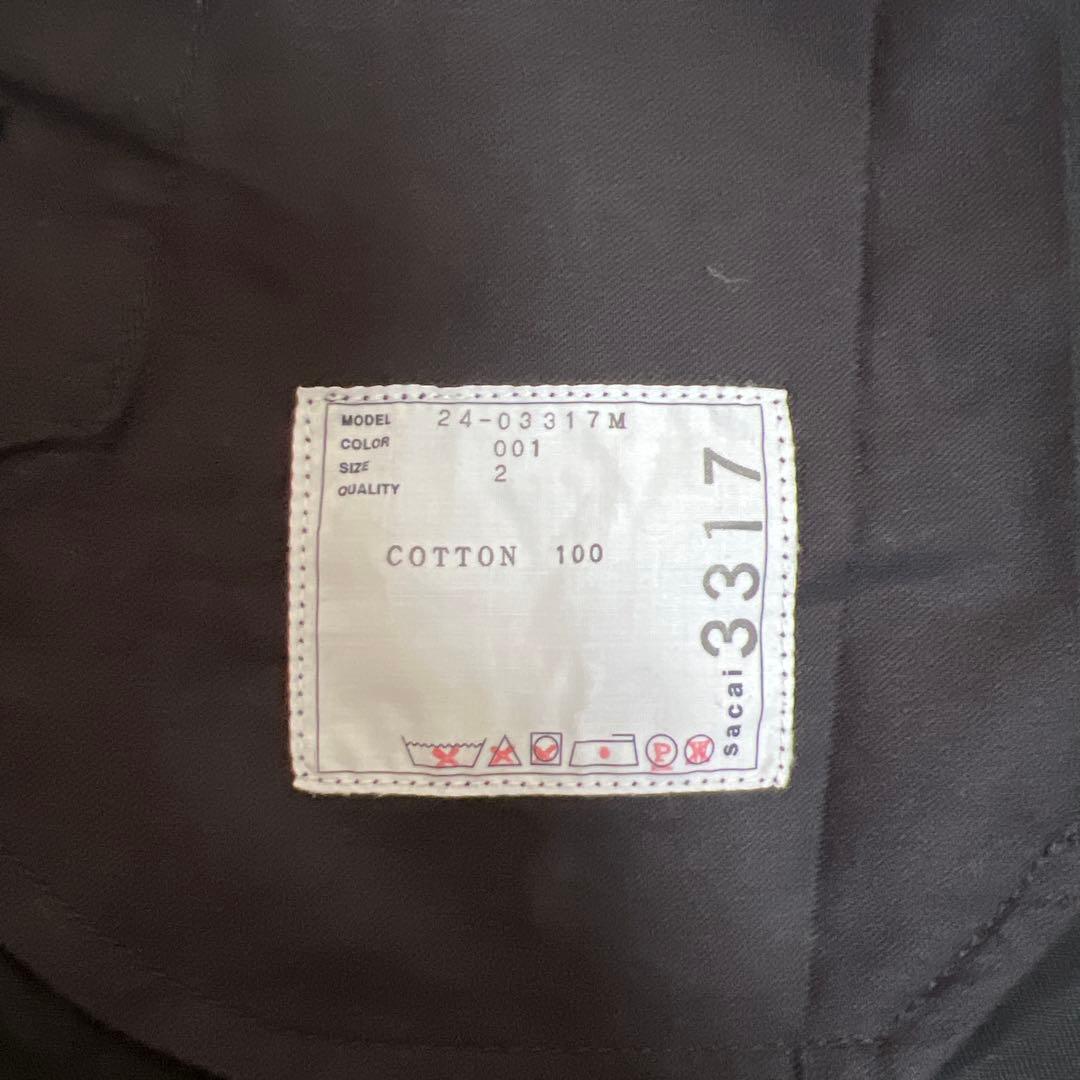 MODEL 24-03317M
COLOR 001
SIZE 2
QUALITY
COTTON 100
P W
sacai 3317